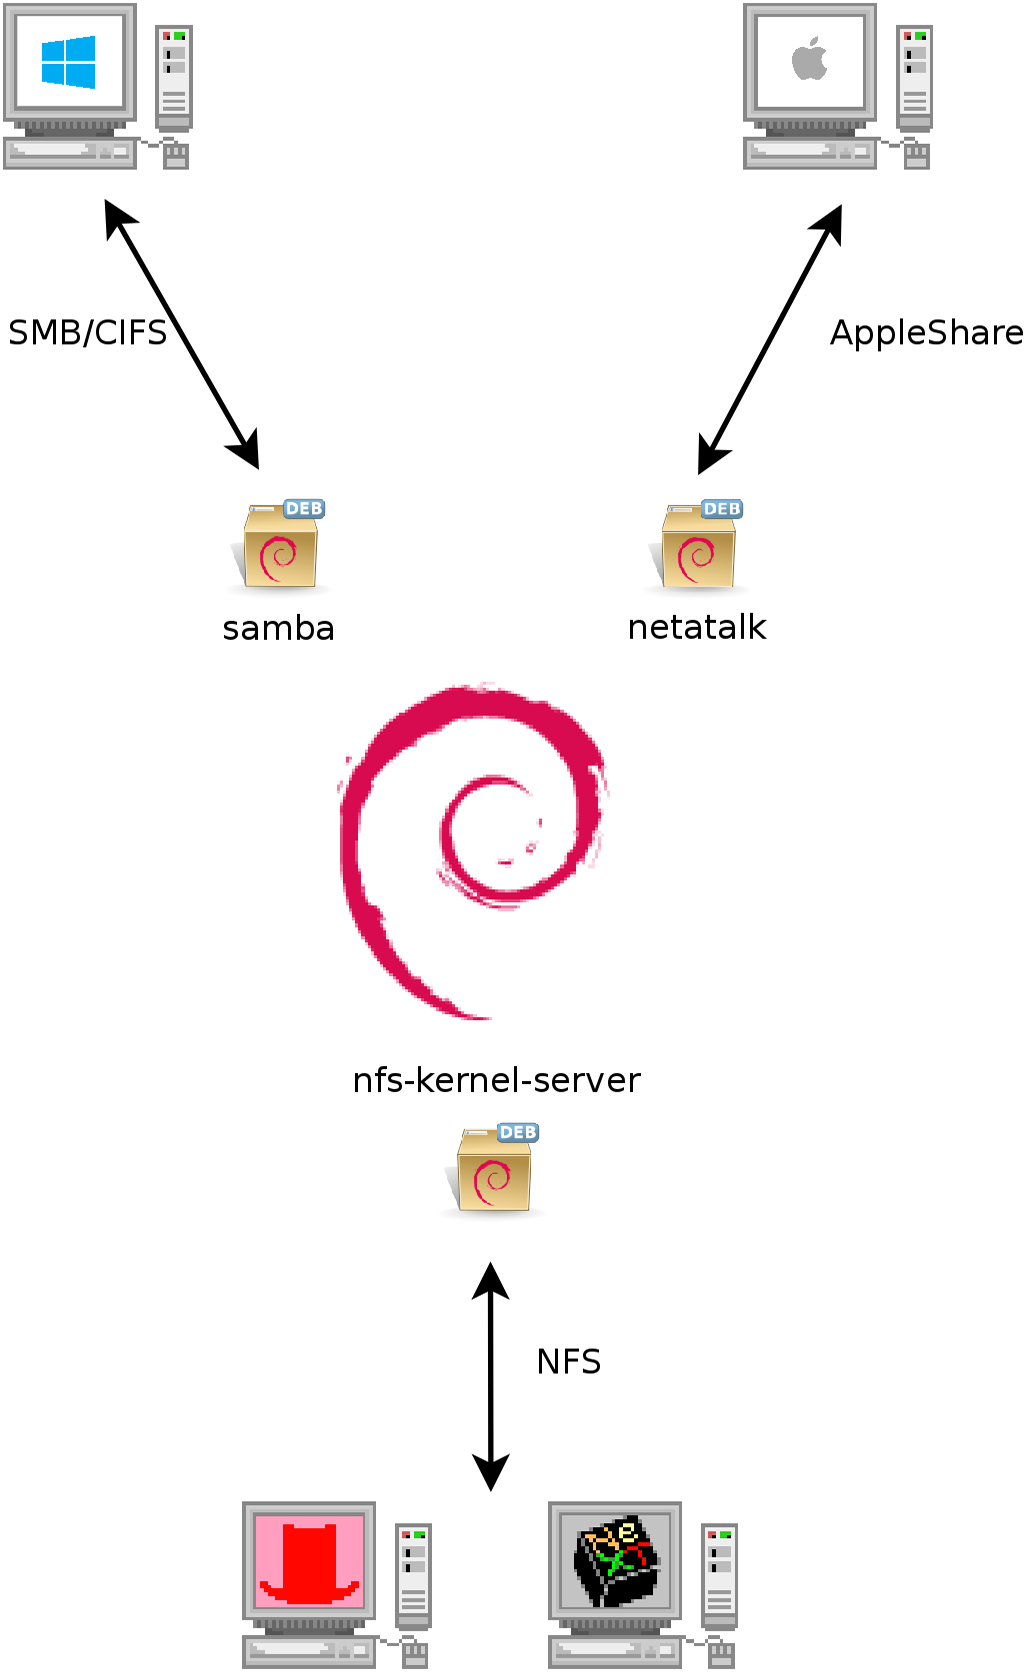 SMB/CIFS
AppleShare
DEB
DEB
samba
netatalk
nfs-kernel-server
DEB
NFS
e